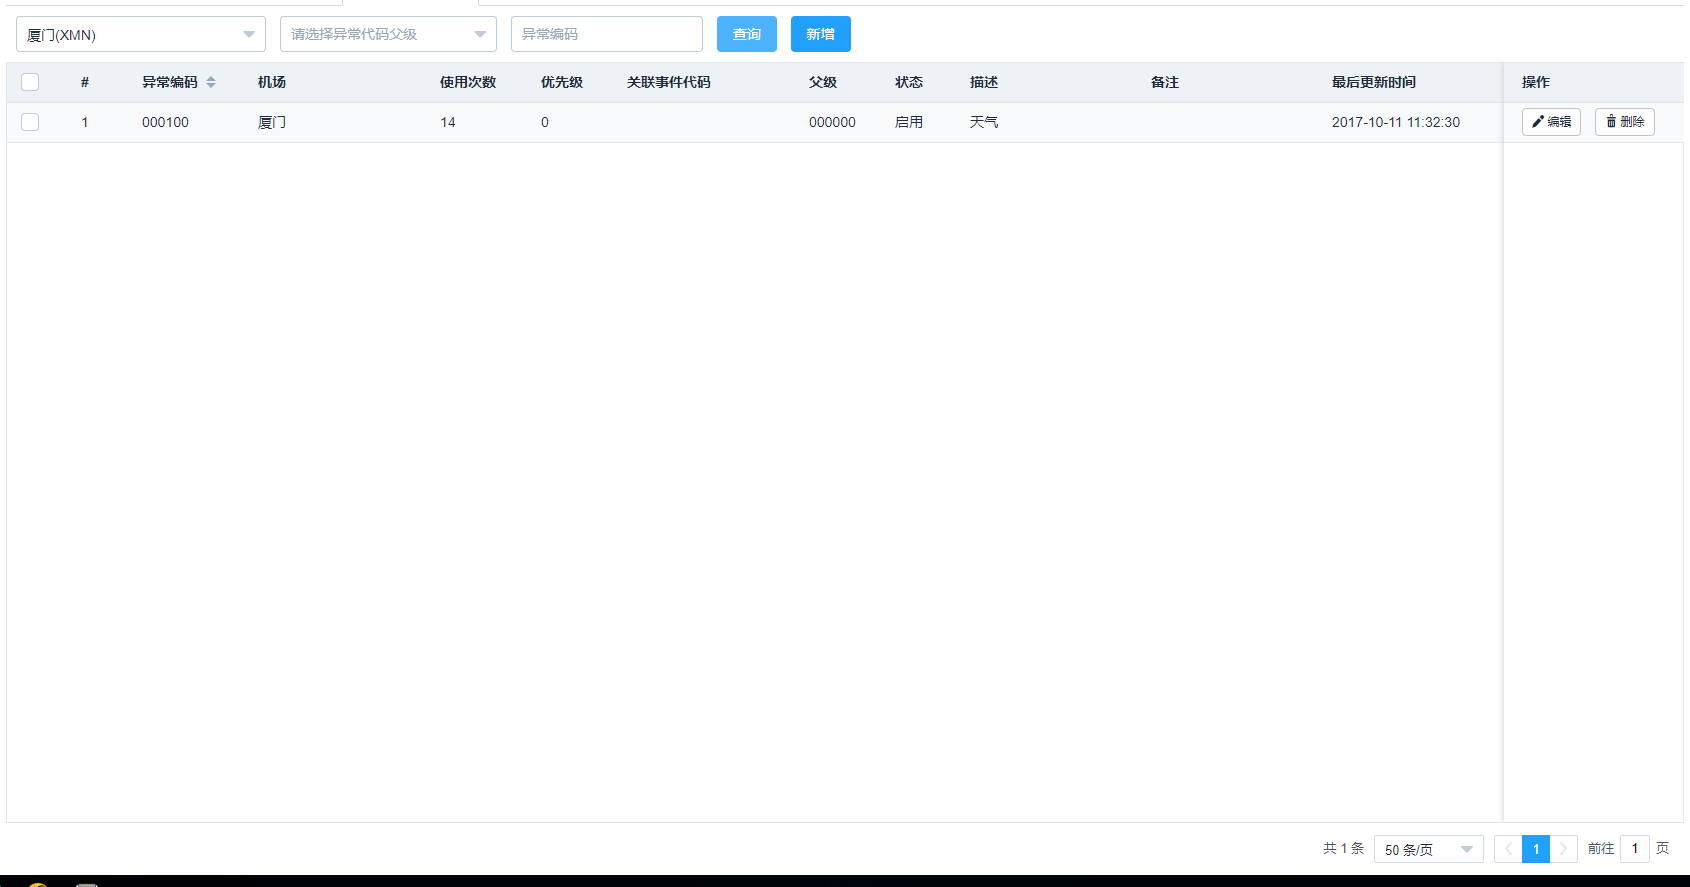 厦门(XMN) 请选择异常代码父级 异常编码 查询 新增
# 异常编码 机场 使用次数 优先级 关联事件代码 父级 状态 描述 备注 最后更新时间 操作
1 000100 厦门 14 0 000000 启用 天气 2017-10-11 11:32:30 编辑 删除
共 1 条 50 条/页 1 前往 1 页